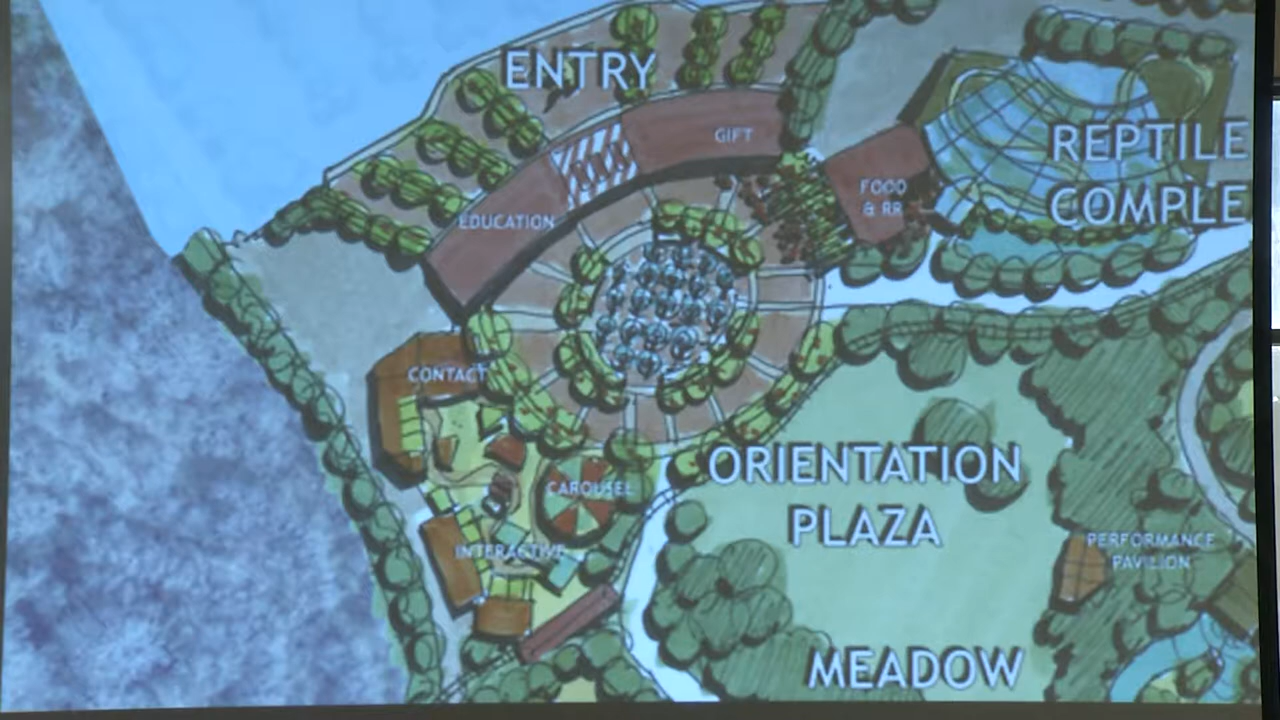 ENTRY
GIFT
EDUCATION
FOOD
& RR
REPTILE
COMPLE
CONTACT
CAROUSEL
INTERACTIVE
ORIENTATION
PLAZA
PERFORMANCE
PAVILION
MEADOW